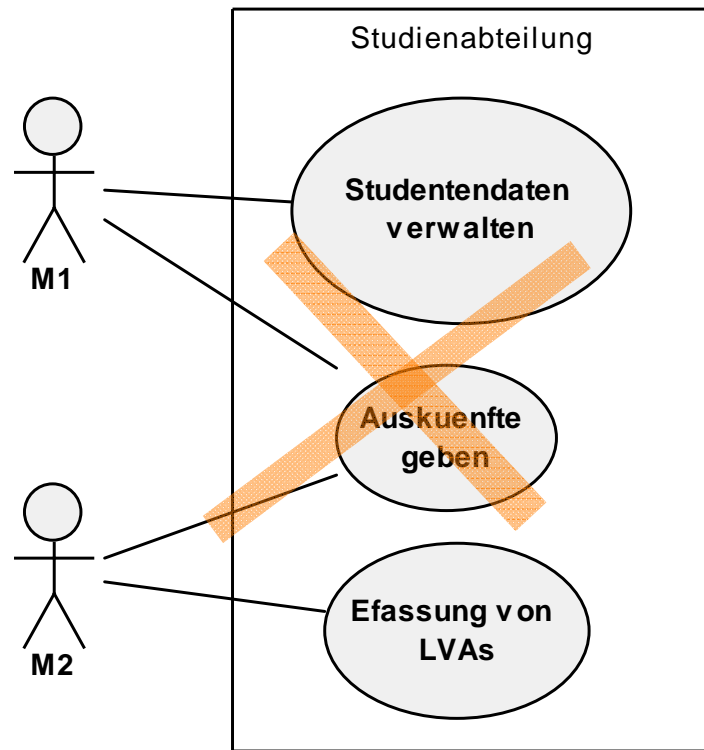 Studienabteilung
Studentendaten
verwalten
M1
Auskuenfte
geben
Efassung von
LVAs
M2